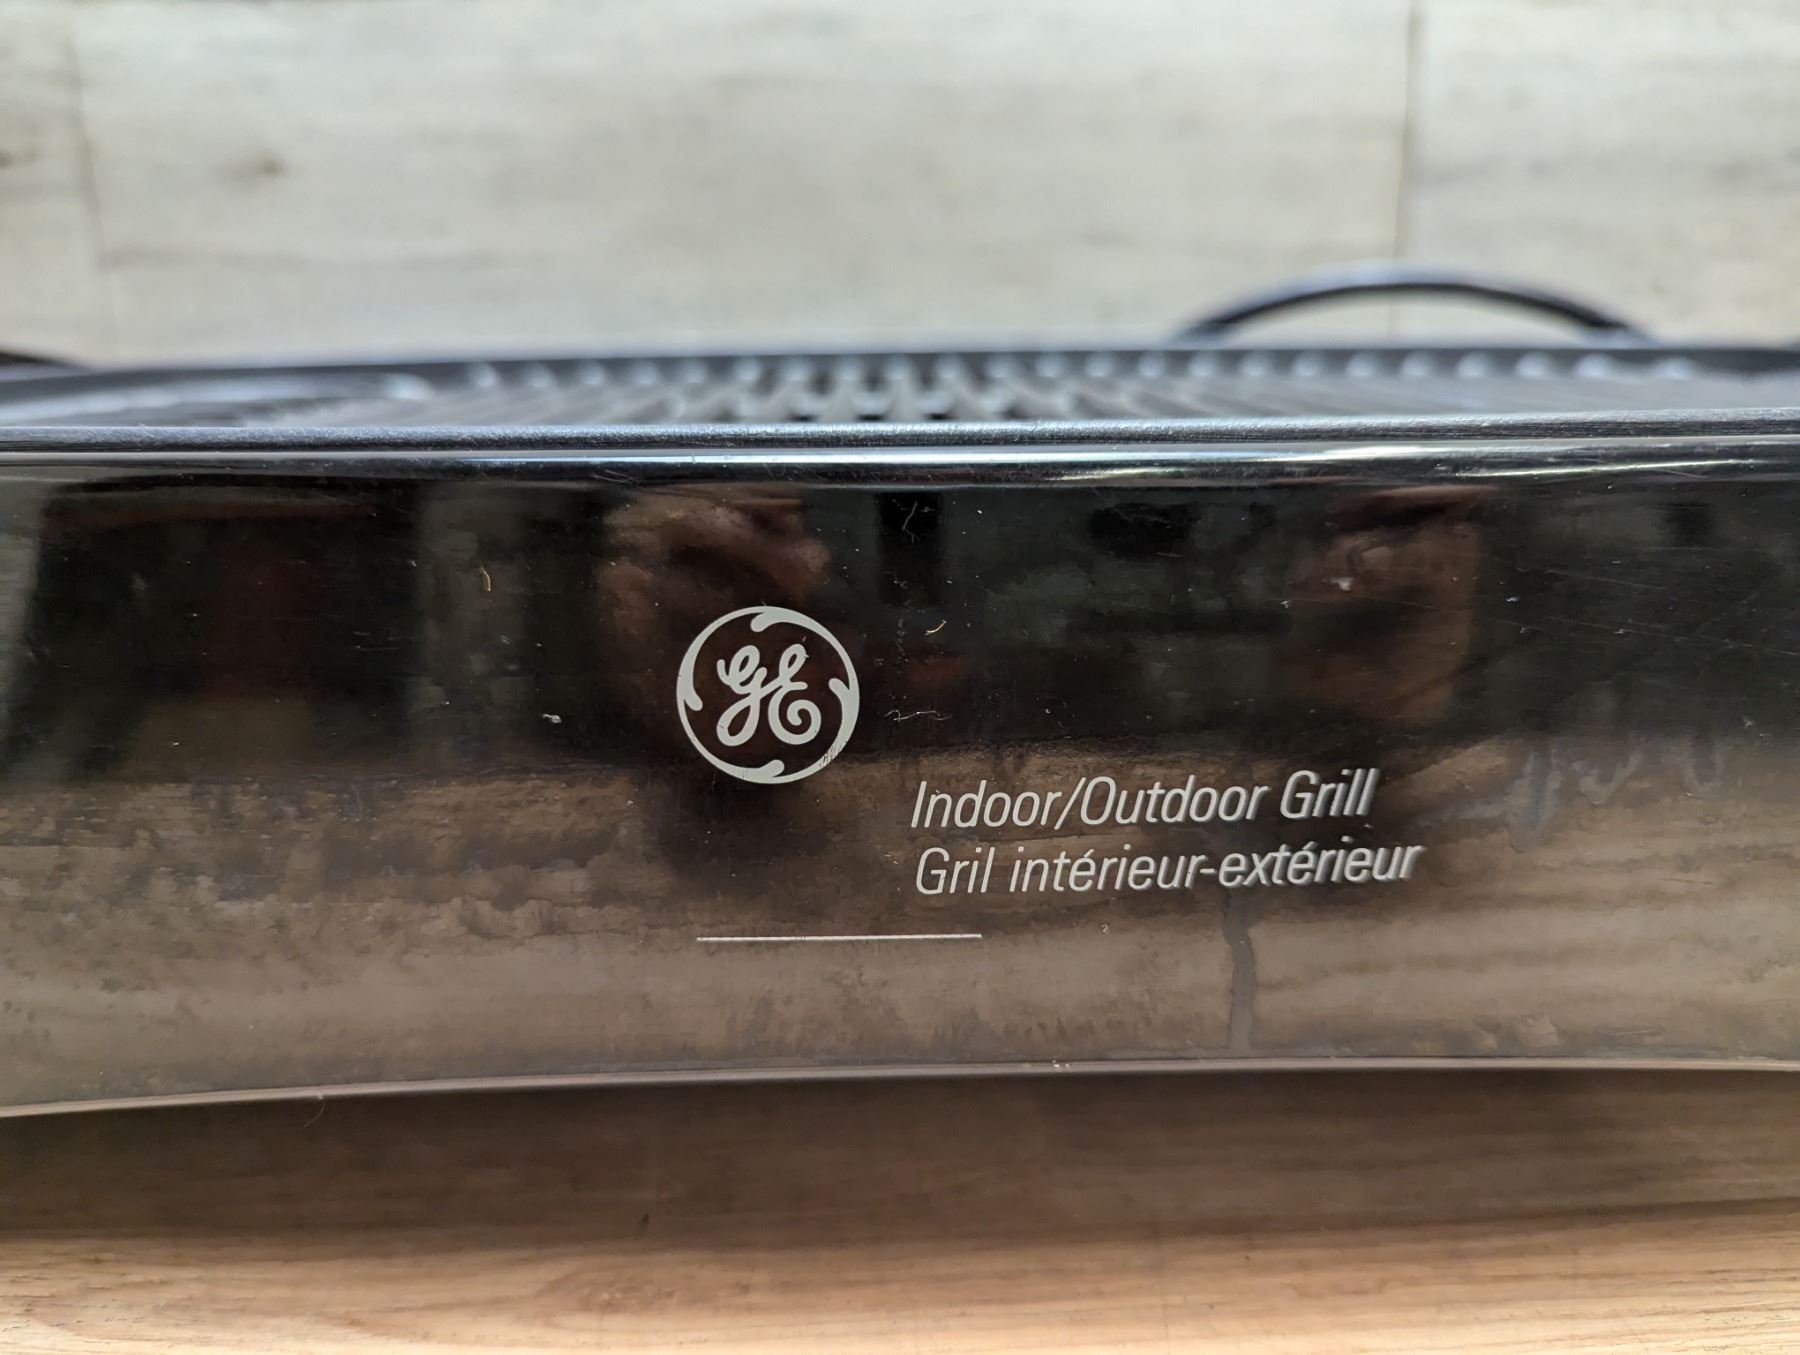 GE
Indoor/Outdoor Grill
Gril intérieur-extérieur